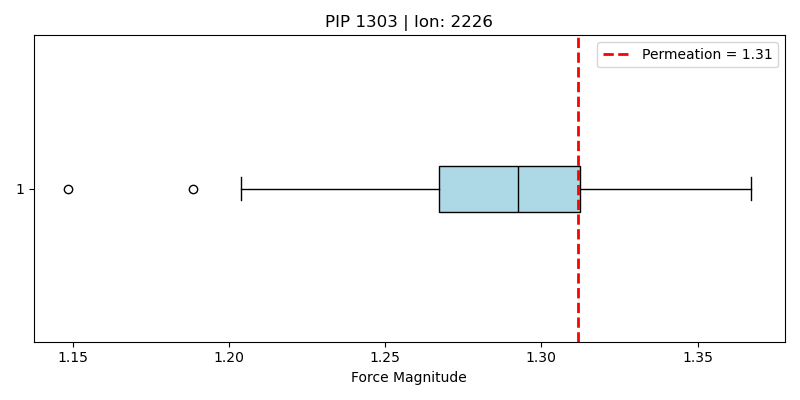 PIP 1303 | lon: 2226
Permeation = 1.31
1
1.15 1.20 1.25 1.30 1.35
Force Magnitude